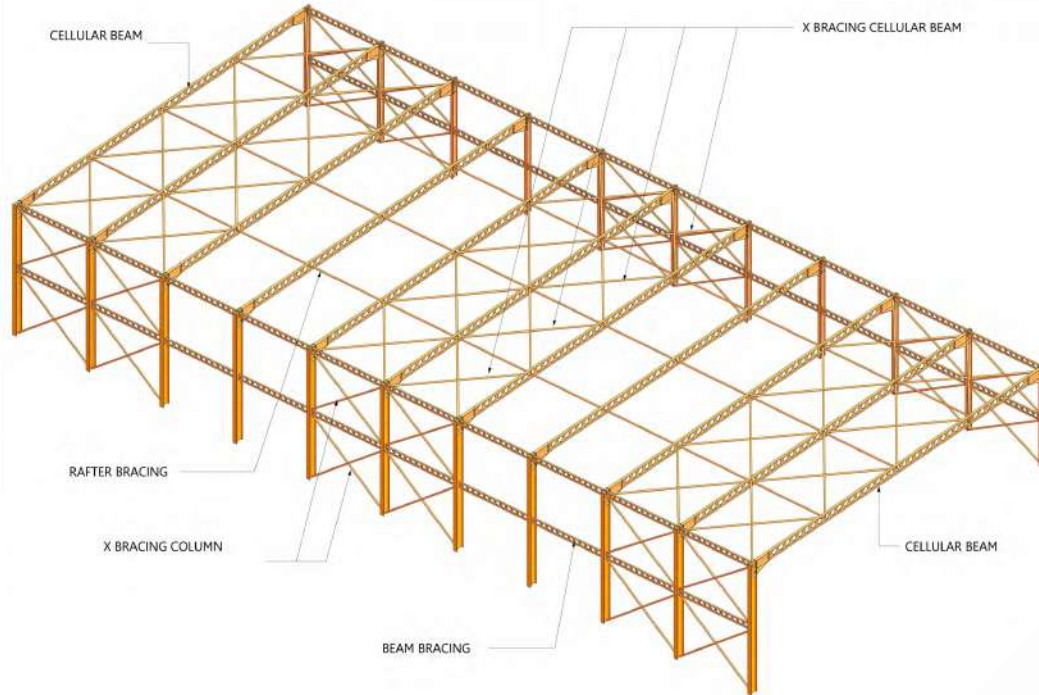 CELLULAR BEAM
X BRACING CELLULAR BEAM
RAFTER BRACING
X BRACING COLUMN
CELLULAR BEAM
BEAM BRACING